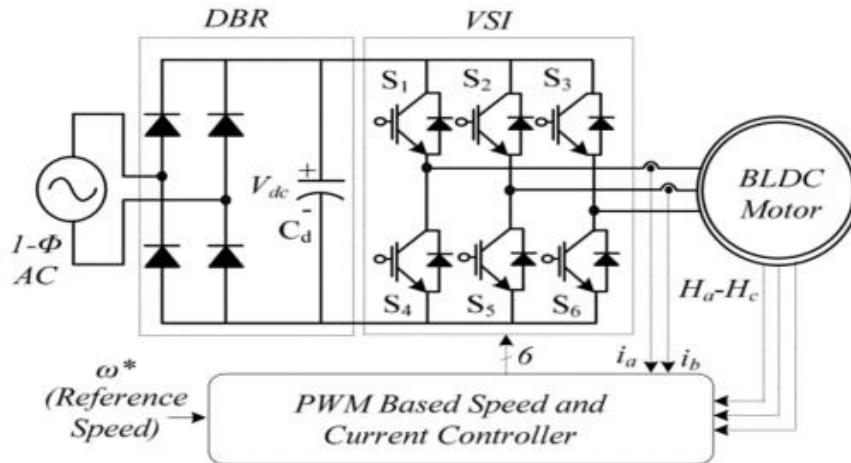 DBR
VSI
S1
S2
S3
Vdc
+
-
Cd
1-Φ
AC
BLDC
Motor
S4
S5
S6
Ha-Hc
6
ia
ib
ω*
(Reference
Speed)
PWM Based Speed and
Current Controller